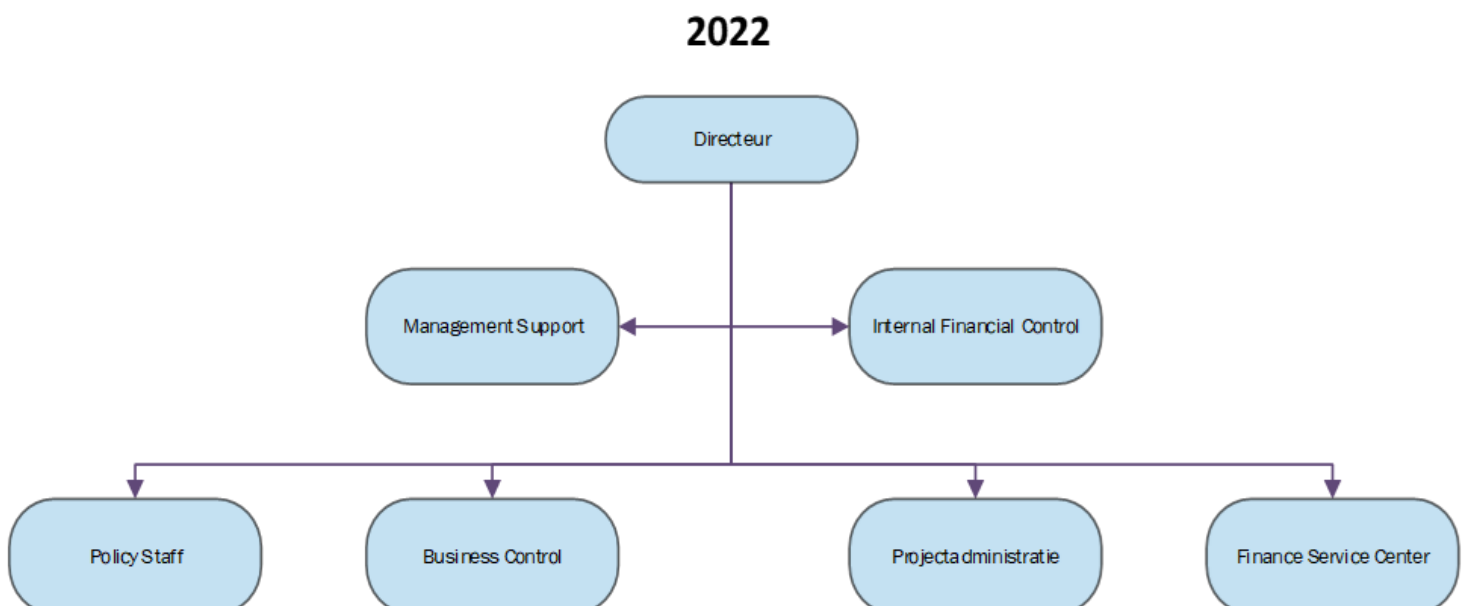 2022
Directeur
Management Support
Internal Financial Control
Policy Staff
Business Control
Projectadministratie
Finance Service Center